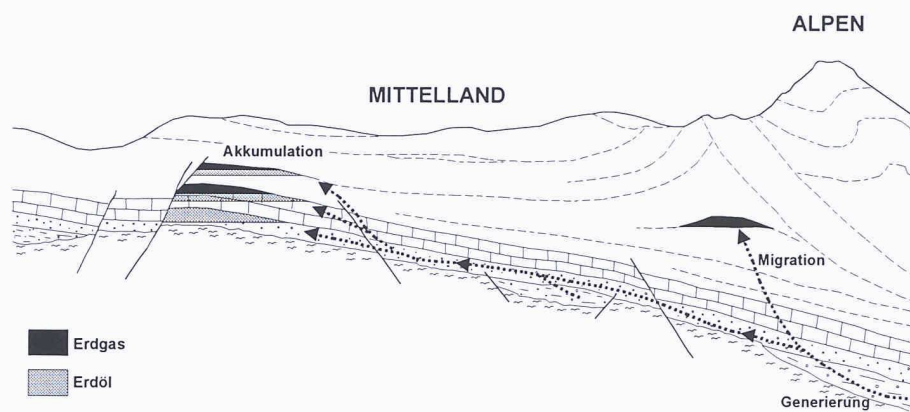 ALPEN
MITTELLAND
Akkumulation
Migration
Erdgas
Erdöl
Generierung